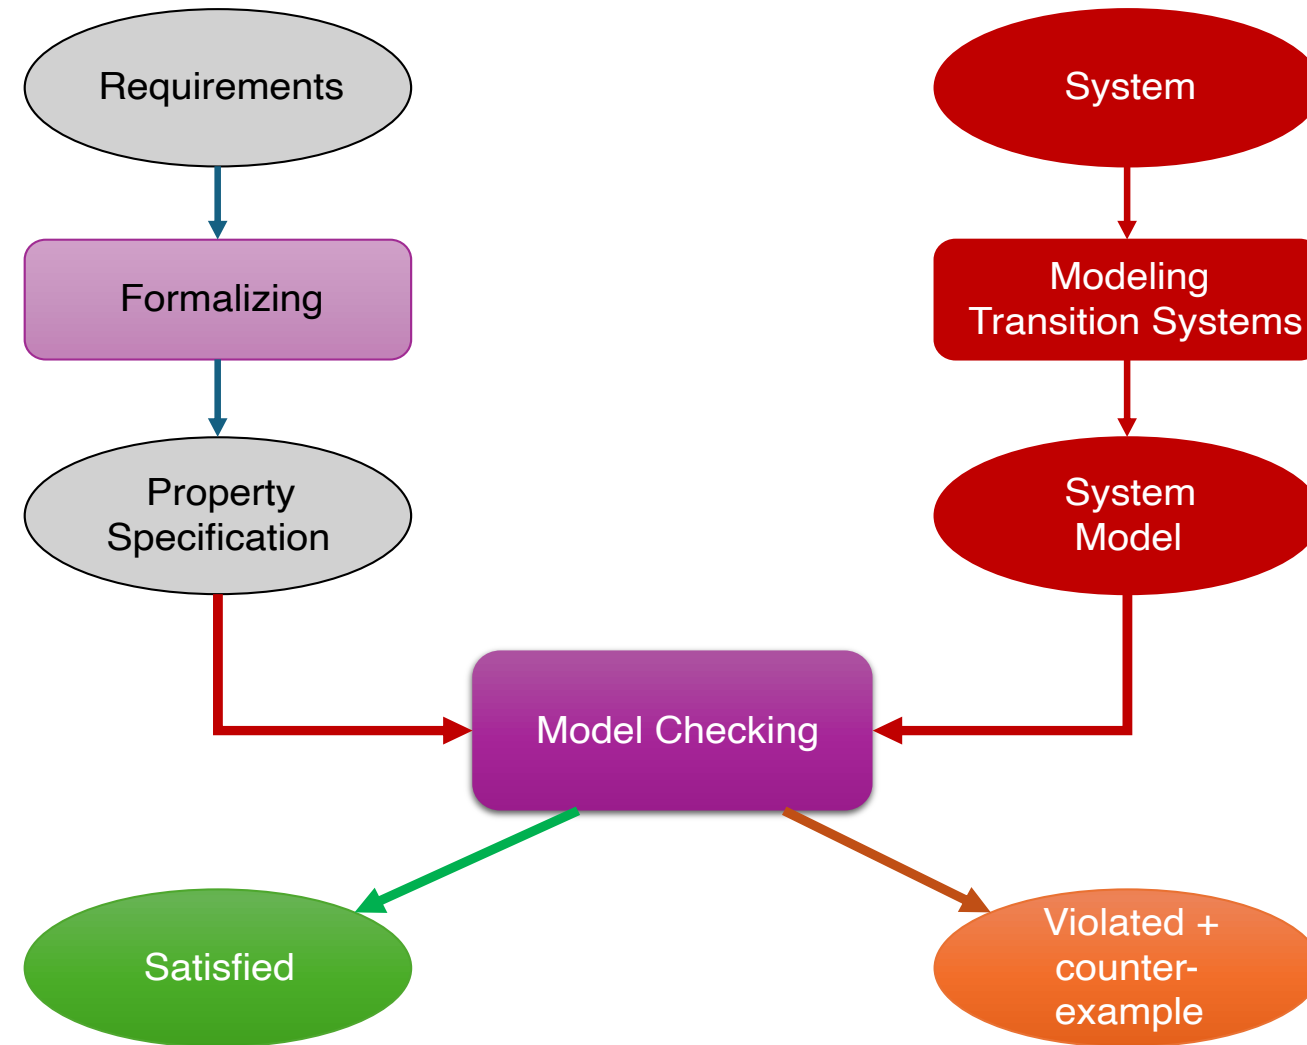 Requirements
System
Formalizing
Modeling
Transition Systems
Property
Specification
System
Model
Model Checking
Satisfied
Violated +
counter-
example